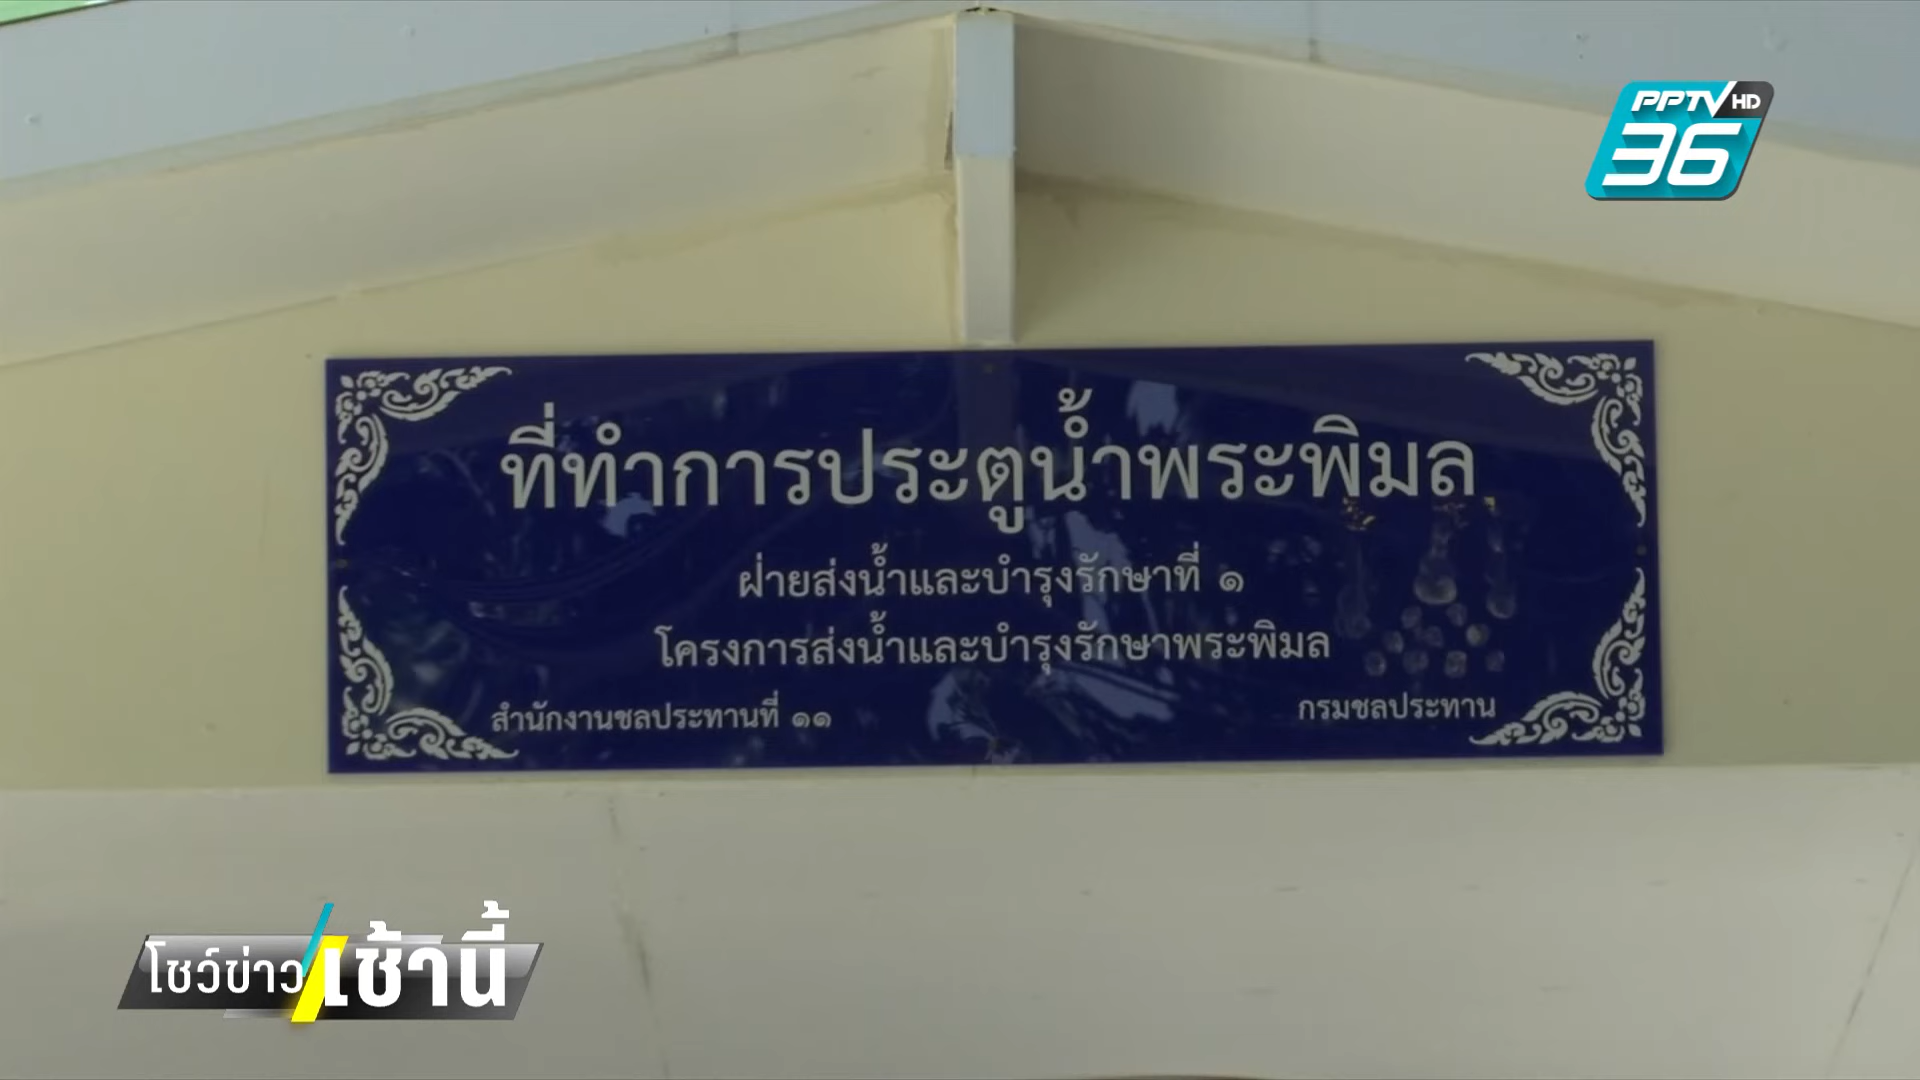 PPTV HD
36
ที่ทำการประตูน้ำพระพิมล
ฝ่ายส่งน้ำและบำรุงรักษาที่ ๑
โครงการส่งน้ำและบำรุงรักษาพระพิมล
สำนักงานชลประทานที่ ๑๑
กรมชลประทาน
โชว์ข่าวเช้านี้